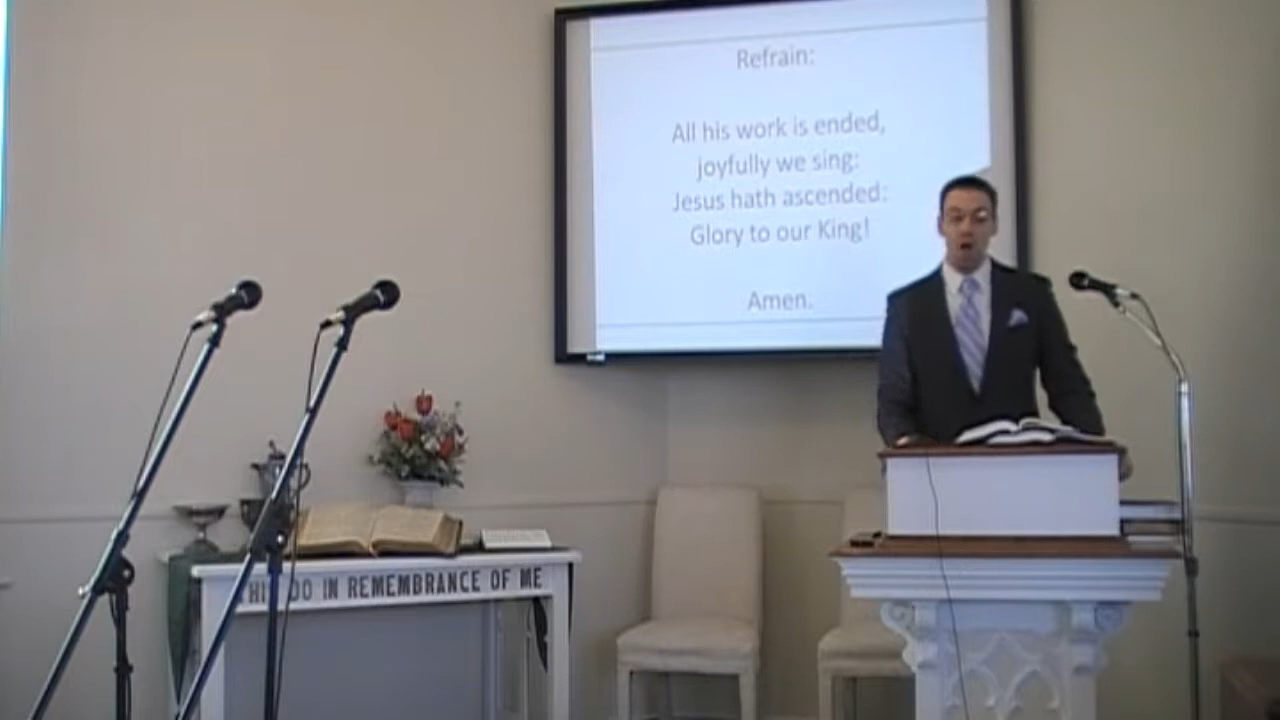 Refrain:
All his work is ended,
joyfully we sing:
Jesus hath ascended:
Glory to our King!
Amen.
THIS DO IN REMEMBRANCE OF ME